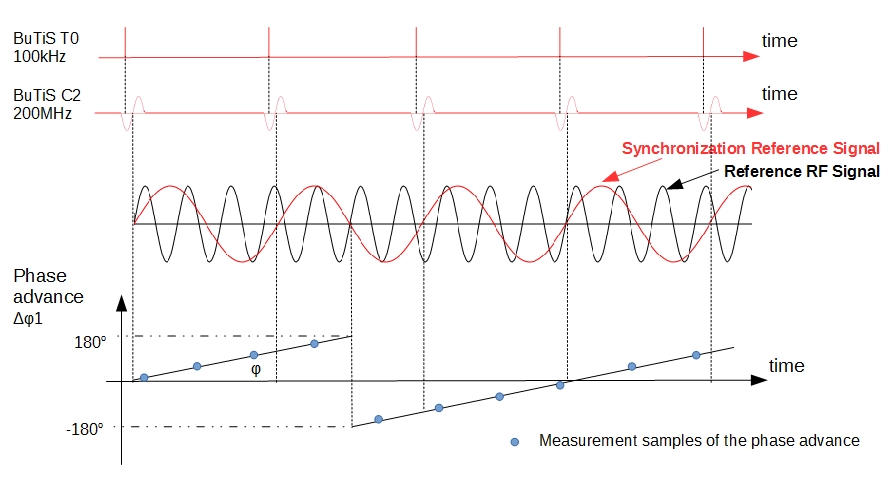 BuTiS T0
100kHz
time
BuTiS C2
200MHz
time
Synchronization Reference Signal
Reference RF Signal
Phase
advance
Δφ1
180°
φ
time
-180°
Measurement samples of the phase advance